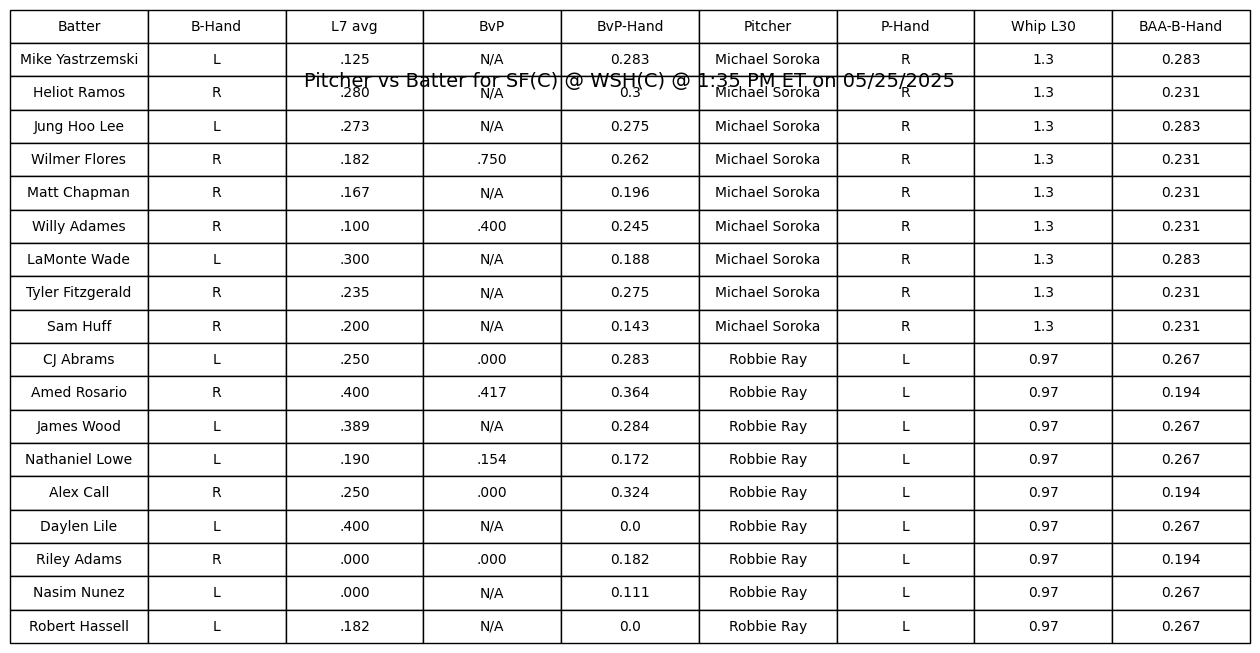 Batter B-Hand L7 avg BvP BvP-Hand Pitcher P-Hand Whip L30 BAA-B-Hand
Mike Yastrzemski L .125 N/A 0.283 Michael Soroka R 1.3 0.283
Pitcher vs Batter for SF(C) @ WSH(C) @ 1:35 PM ET on 05/25/2025
Heliot Ramos R .280 N/A 0.3 Michael Soroka R 1.3 0.231
Jung Hoo Lee L .273 N/A 0.275 Michael Soroka R 1.3 0.283
Wilmer Flores R .182 .750 0.262 Michael Soroka R 1.3 0.231
Matt Chapman R .167 N/A 0.196 Michael Soroka R 1.3 0.231
Willy Adames R .100 .400 0.245 Michael Soroka R 1.3 0.231
LaMonte Wade L .300 N/A 0.188 Michael Soroka R 1.3 0.283
Tyler Fitzgerald R .235 N/A 0.275 Michael Soroka R 1.3 0.231
Sam Huff R .200 N/A 0.143 Michael Soroka R 1.3 0.231
CJ Abrams L .250 .000 0.283 Robbie Ray L 0.97 0.267
Amed Rosario R .400 .417 0.364 Robbie Ray L 0.97 0.194
James Wood L .389 N/A 0.284 Robbie Ray L 0.97 0.267
Nathaniel Lowe L .190 .154 0.172 Robbie Ray L 0.97 0.267
Alex Call R .250 .000 0.324 Robbie Ray L 0.97 0.194
Daylen Lile L .400 N/A 0.0 Robbie Ray L 0.97 0.267
Riley Adams R .000 .000 0.182 Robbie Ray L 0.97 0.194
Nasim Nunez L .000 N/A 0.111 Robbie Ray L 0.97 0.267
Robert Hassell L .182 N/A 0.0 Robbie Ray L 0.97 0.267